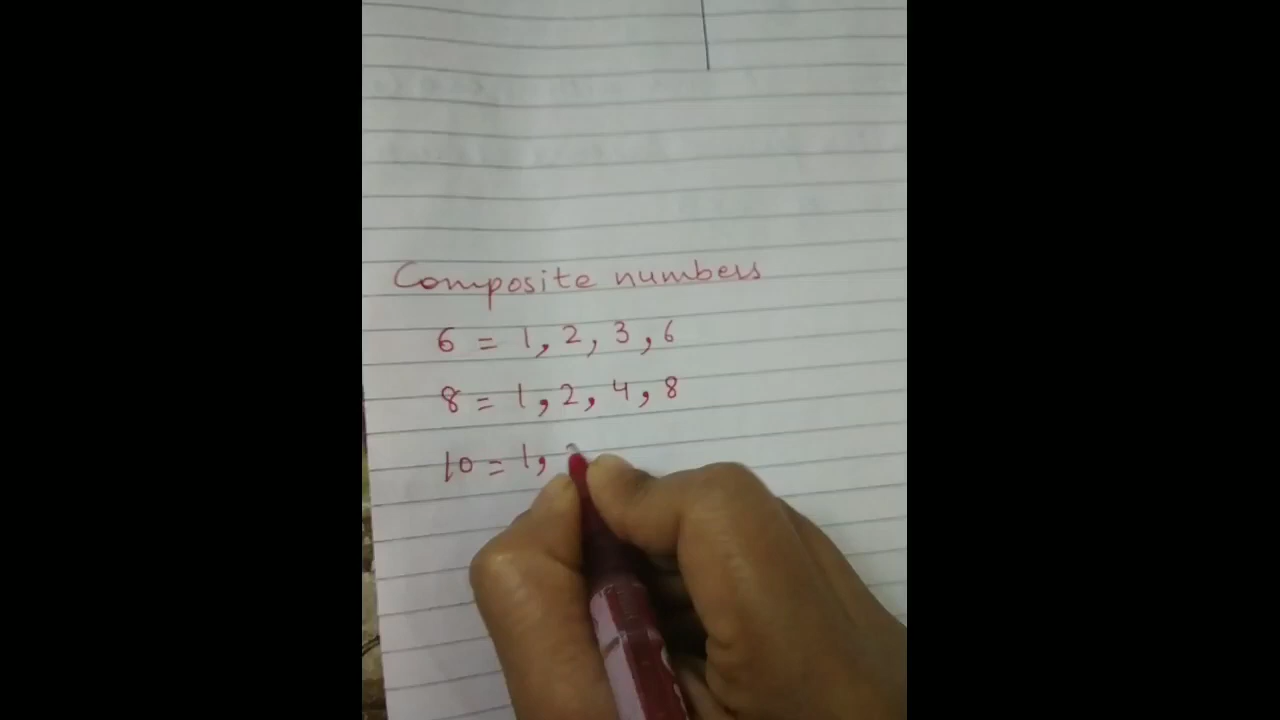 Composite numbers
6 = 1, 2, 3, 6
8 = 1, 2, 4, 8
10 = 1,